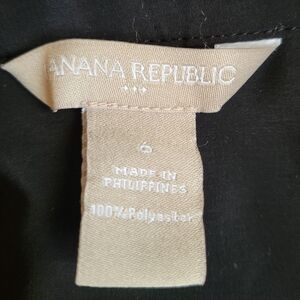 ANANA REPUBLIC
6
MADE IN
PHILIPPINES
100% Polyester